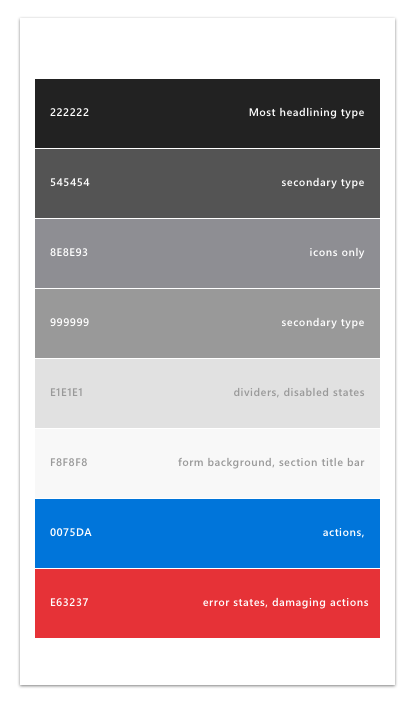 222222 Most headlining type
545454 secondary type
8E8E93 icons only
999999 secondary type
E1E1E1 dividers, disabled states
F8F8F8 form background, section title bar
0075DA actions,
E63237 error states, damaging actions